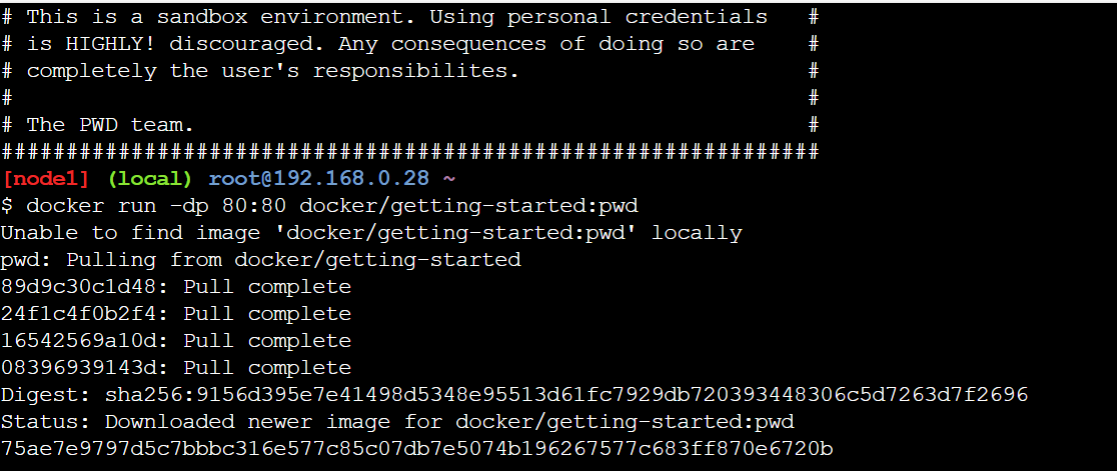 # This is a sandbox environment. Using personal credentials #
# is HIGHLY! discouraged. Any consequences of doing so are #
# completely the user's responsibilites. #
# #
# The PWD team. #
###############################################################
[node1] (local) root@192.168.0.28 ~
$ docker run -dp 80:80 docker/getting-started:pwd
Unable to find image 'docker/getting-started:pwd' locally
pwd: Pulling from docker/getting-started
89d9c30c1d48: Pull complete
24f1c4f0b2f4: Pull complete
16542569a10d: Pull complete
08396939143d: Pull complete
Digest: sha256:9156d395e7e41498d5348e95513d61fc7929db720393448306c5d7263d7f2696
Status: Downloaded newer image for docker/getting-started:pwd
75ae7e9797d5c7bbbc316e577c85c07db7e5074b196267577c683ff870e6720b